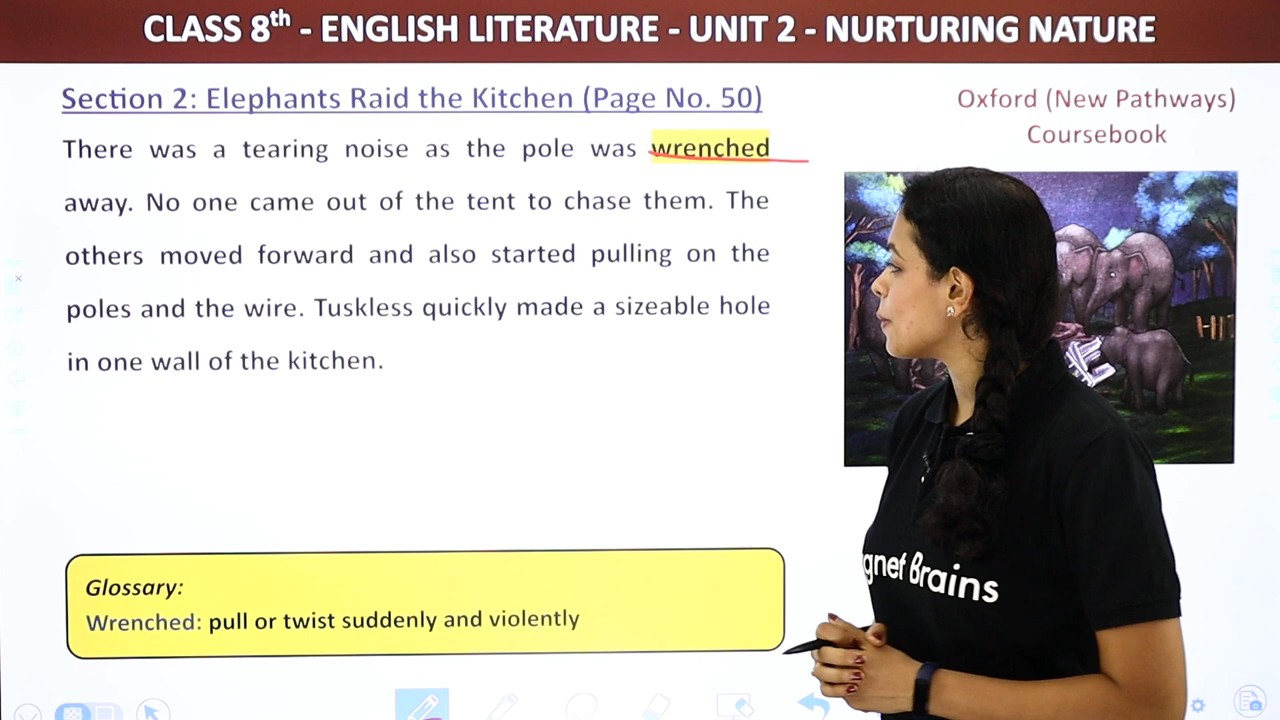 CLASS 8th - ENGLISH LITERATURE - UNIT 2 - NURTURING NATURE
Section 2: Elephants Raid the Kitchen (Page No. 50)
Oxford (New Pathways)
Coursebook
There was a tearing noise as the pole was wrenched
away. No one came out of the tent to chase them. The
others moved forward and also started pulling on the
poles and the wire. Tuskless quickly made a sizeable hole
in one wall of the kitchen.
Glossary:
Wrenched: pull or twist suddenly and violently
Brains